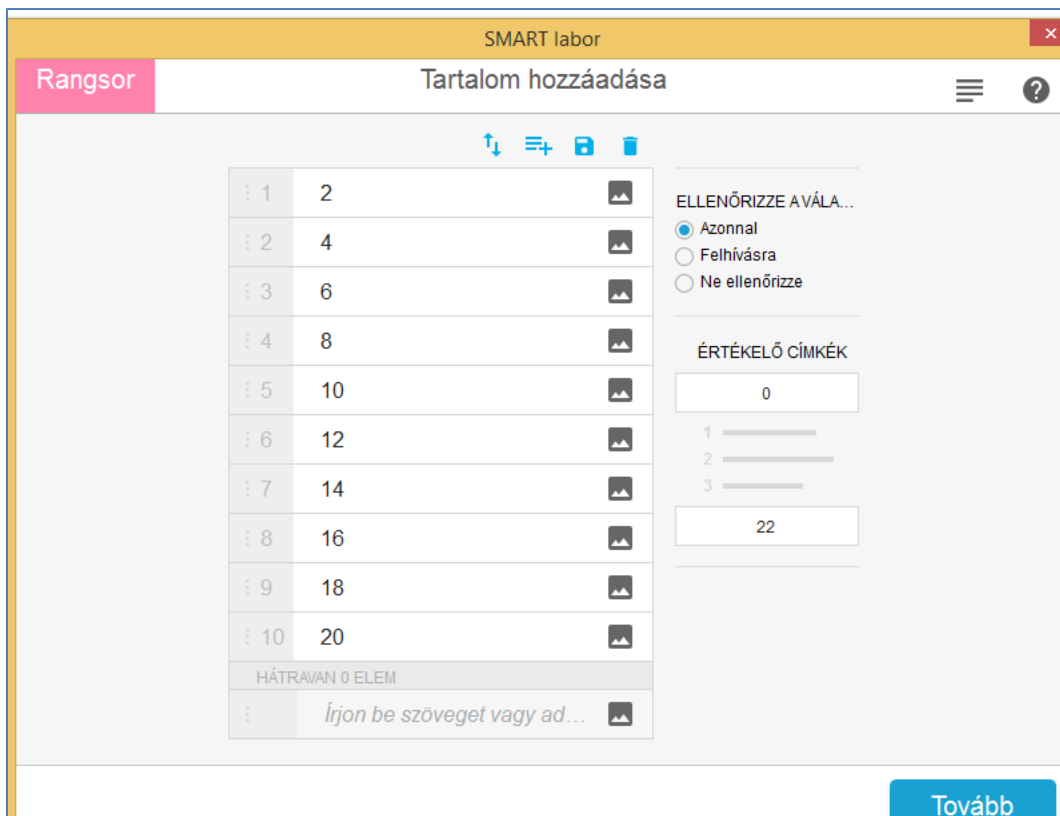 SMART labor
Rangsor
Tartalom hozzáadása
1 2
2 4
3 6
4 8
5 10
6 12
7 14
8 16
9 18
10 20
HÁTRAVAN 0 ELEM
Írjon be szöveget vagy ad...
ELLENŐRIZZE A VÁLA...
Azonnal
Felhívásra
Ne ellenőrizze
ÉRTÉKELŐ CÍMKÉK
0
1
2
3
22
Tovább